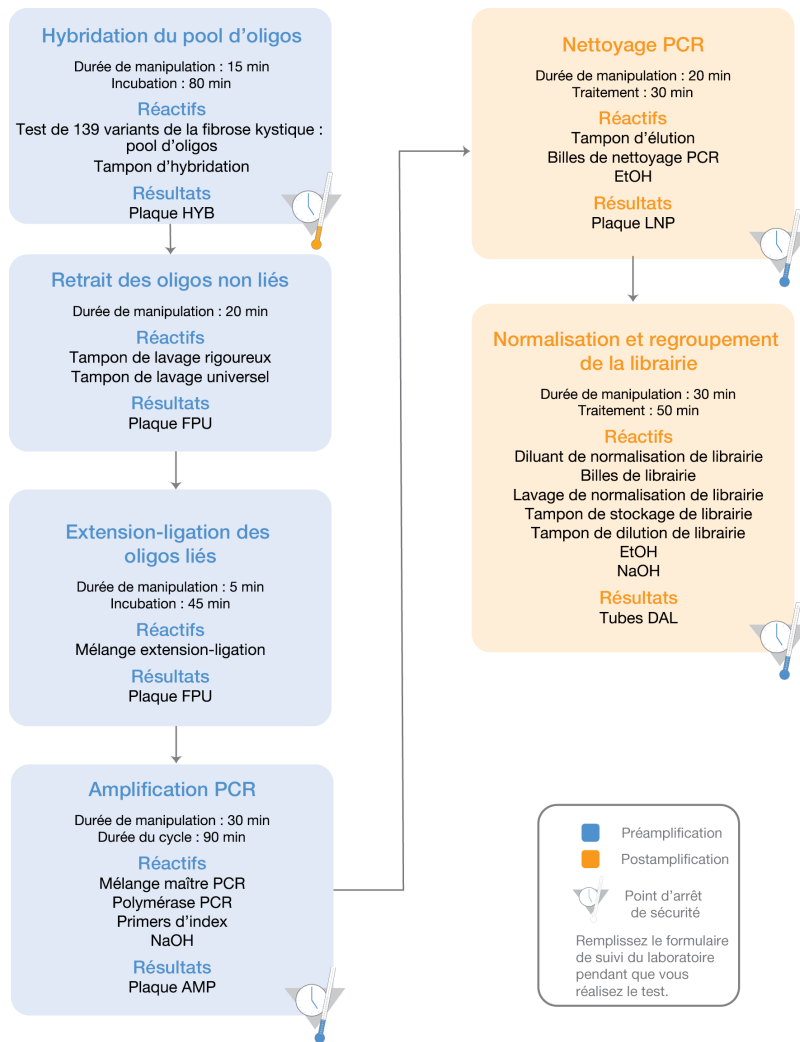 Hybridation du pool d'oligos
Durée de manipulation : 15 min
Incubation : 80 min
Réactifs
Test de 139 variants de la fibrose kystique :
pool d'oligos
Tampon d'hybridation
Résultats
Plaque HYB
Retrait des oligos non liés
Durée de manipulation : 20 min
Réactifs
Tampon de lavage rigoureux
Tampon de lavage universel
Résultats
Plaque FPU
Extension-ligation des
oligos liés
Durée de manipulation : 5 min
Incubation : 45 min
Réactifs
Mélange extension-ligation
Résultats
Plaque FPU
Amplification PCR
Durée de manipulation : 30 min
Durée du cycle : 90 min
Réactifs
Mélange maître PCR
Polymérase PCR
Primers d'index
NaOH
Résultats
Plaque AMP
Nettoyage PCR
Durée de manipulation : 20 min
Traitement : 30 min
Réactifs
Tampon d'élution
Billes de nettoyage PCR
EtOH
Résultats
Plaque LNP
Normalisation et regroupement
de la librairie
Durée de manipulation : 30 min
Traitement : 50 min
Réactifs
Diluant de normalisation de librairie
Billes de librairie
Lavage de normalisation de librairie
Tampon de stockage de librairie
Tampon de dilution de librairie
EtOH
NaOH
Résultats
Tubes DAL
Préamplification
Postamplification
Point d'arrêt
de sécurité
Remplissez le formulaire
de suivi du laboratoire
pendant que vous
réalisez le test.